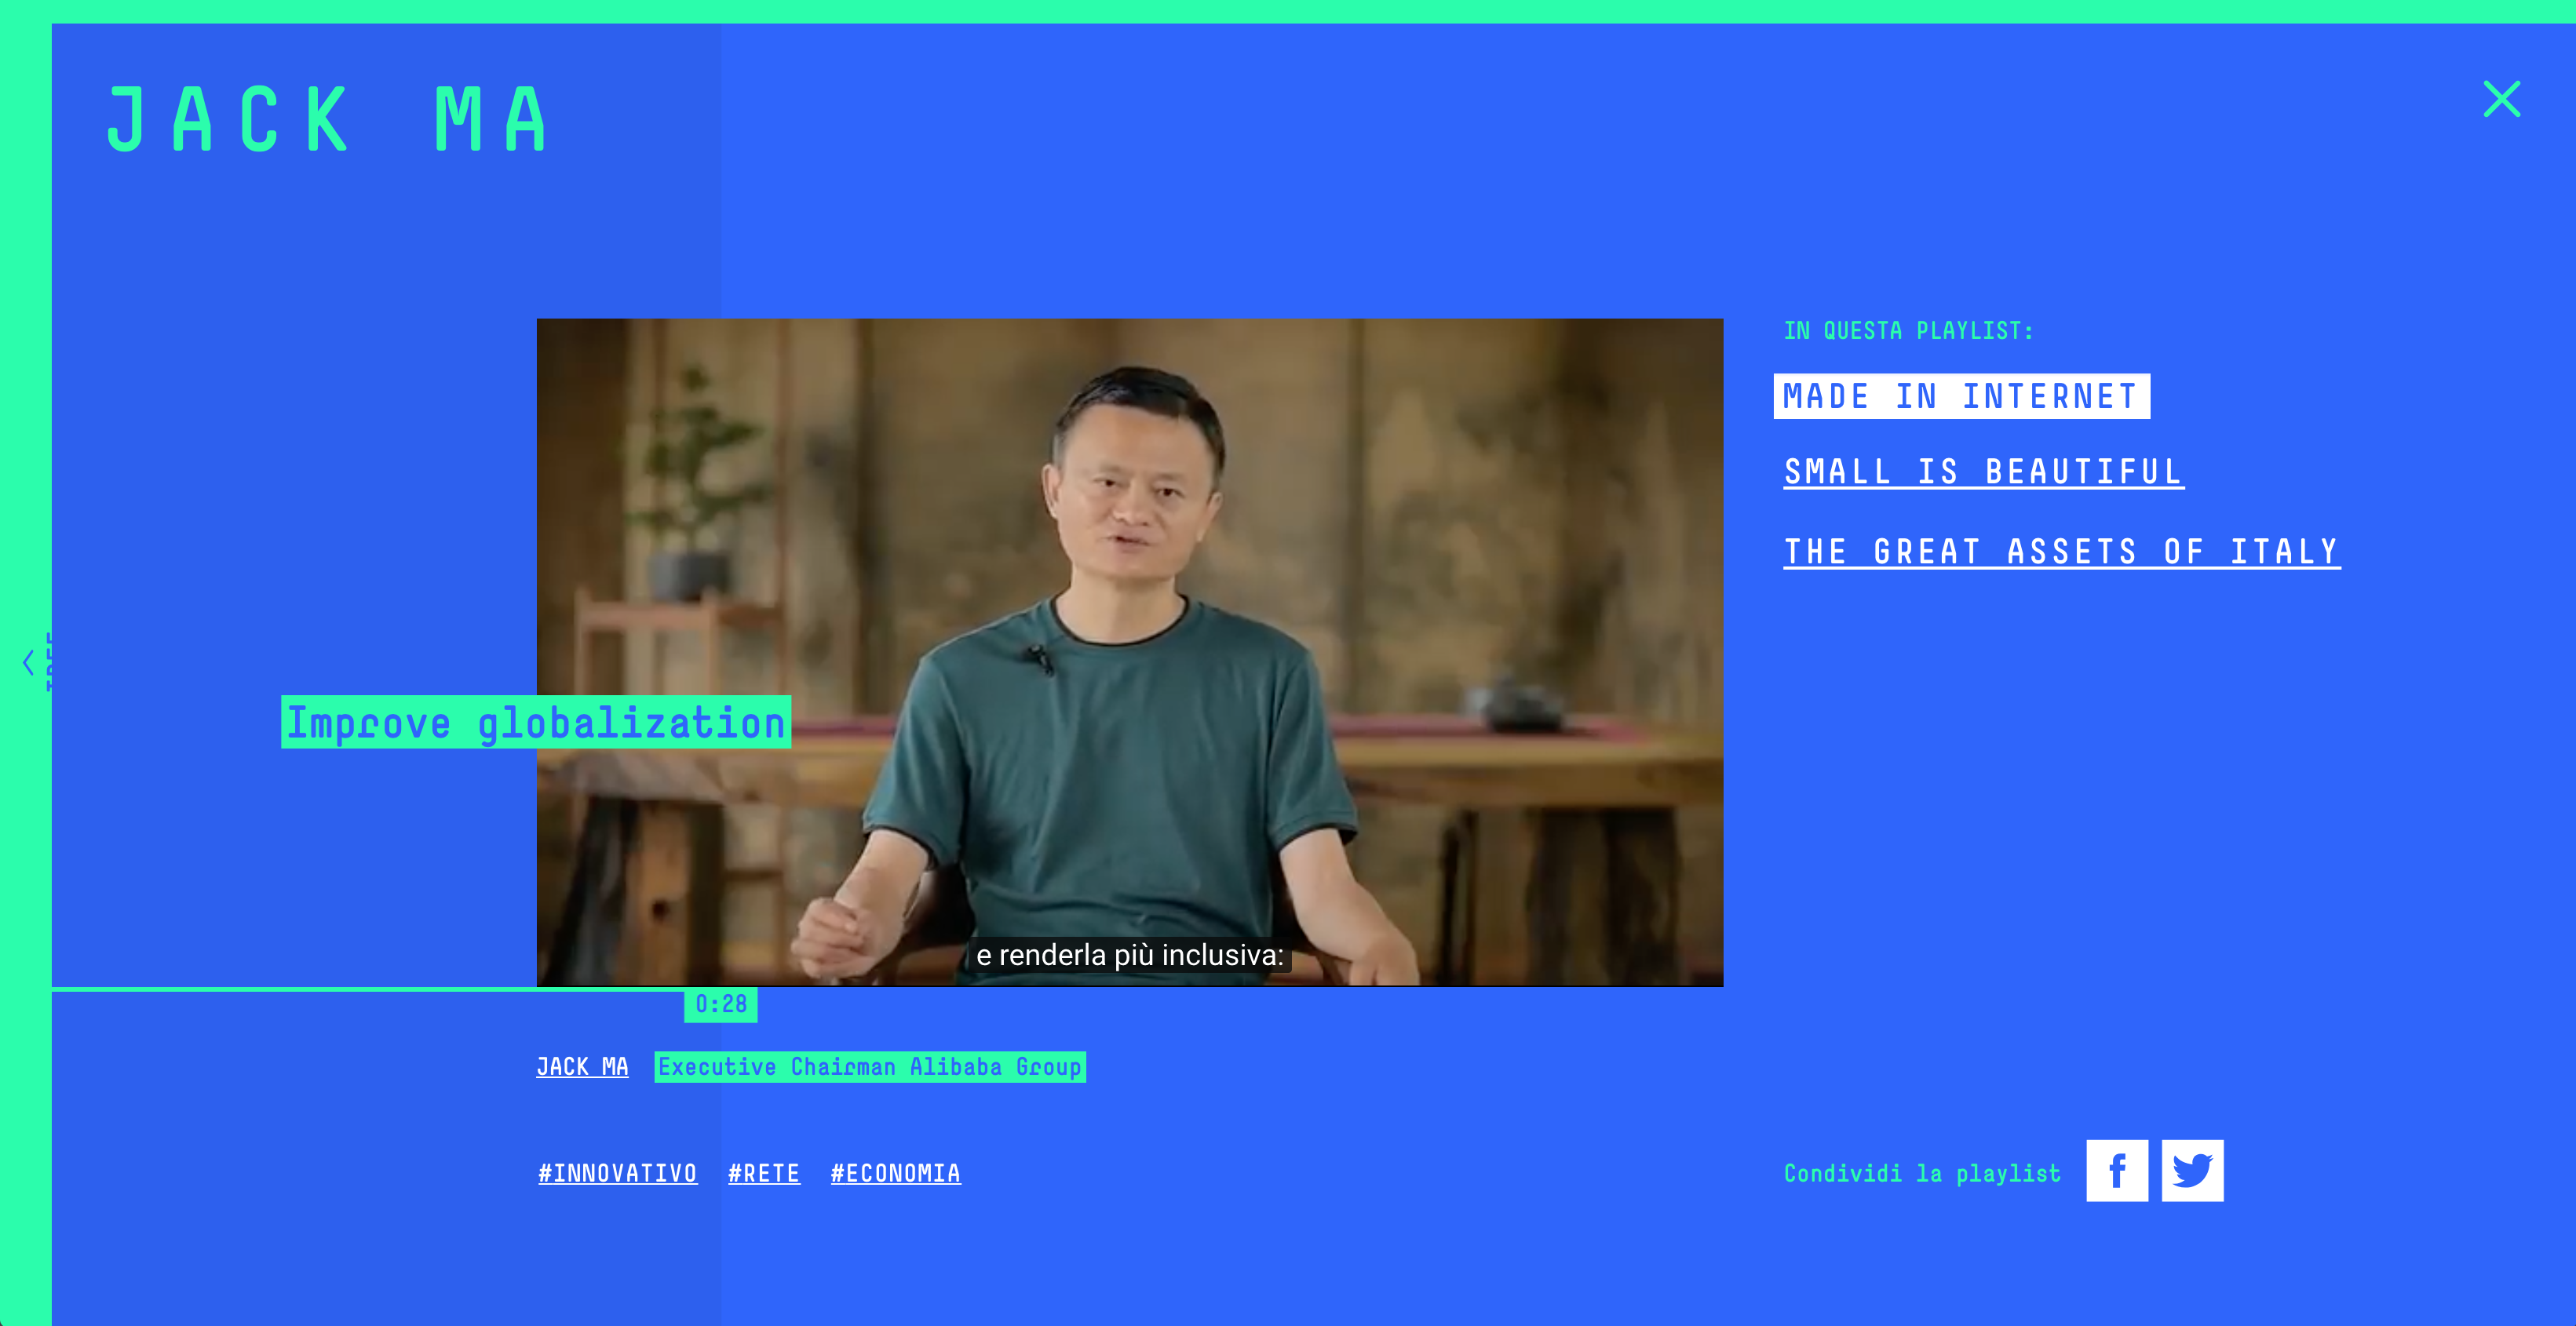 JACK MA
IN QUESTA PLAYLIST:
MADE IN INTERNET
SMALL IS BEAUTIFUL
THE GREAT ASSETS OF ITALY
Improve globalization
e renderla più inclusiva:
0:28
JACK MA Executive Chairman Alibaba Group
#INNOVATIVO #RETE #ECONOMIA
Condividi la playlist